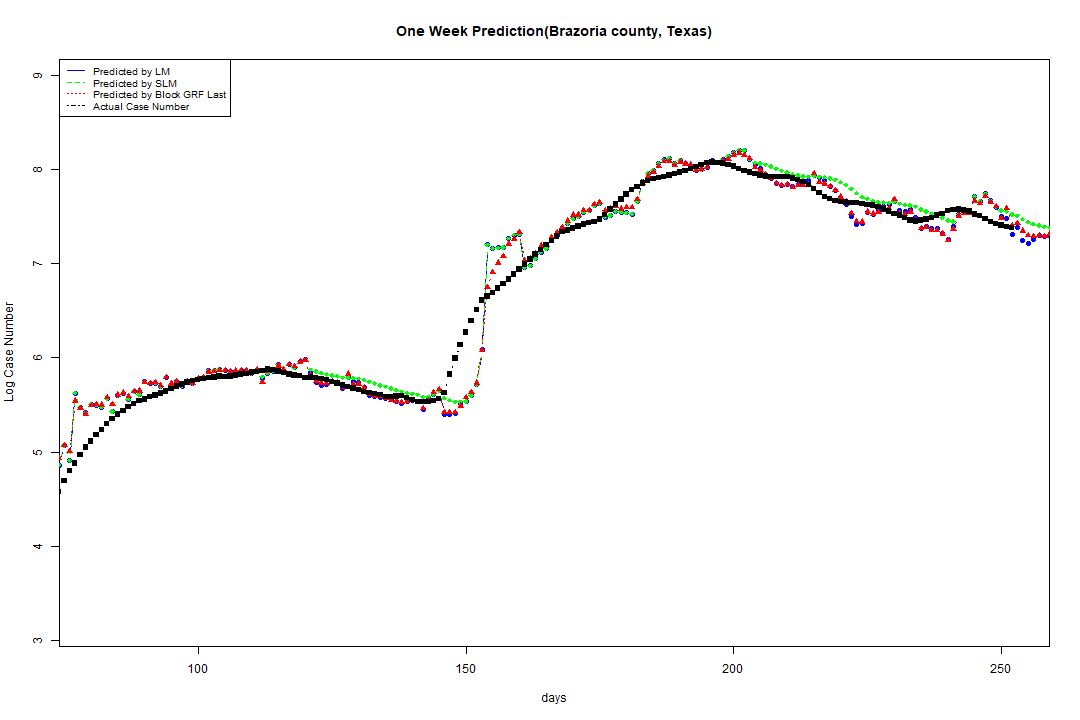 One Week Prediction(Brazoria county, Texas)
Predicted by LM
Predicted by SLM
Predicted by Block GRF Last
Actual Case Number
9
8
7
6
5
4
3
Log Case Number
100 150 200 250
days